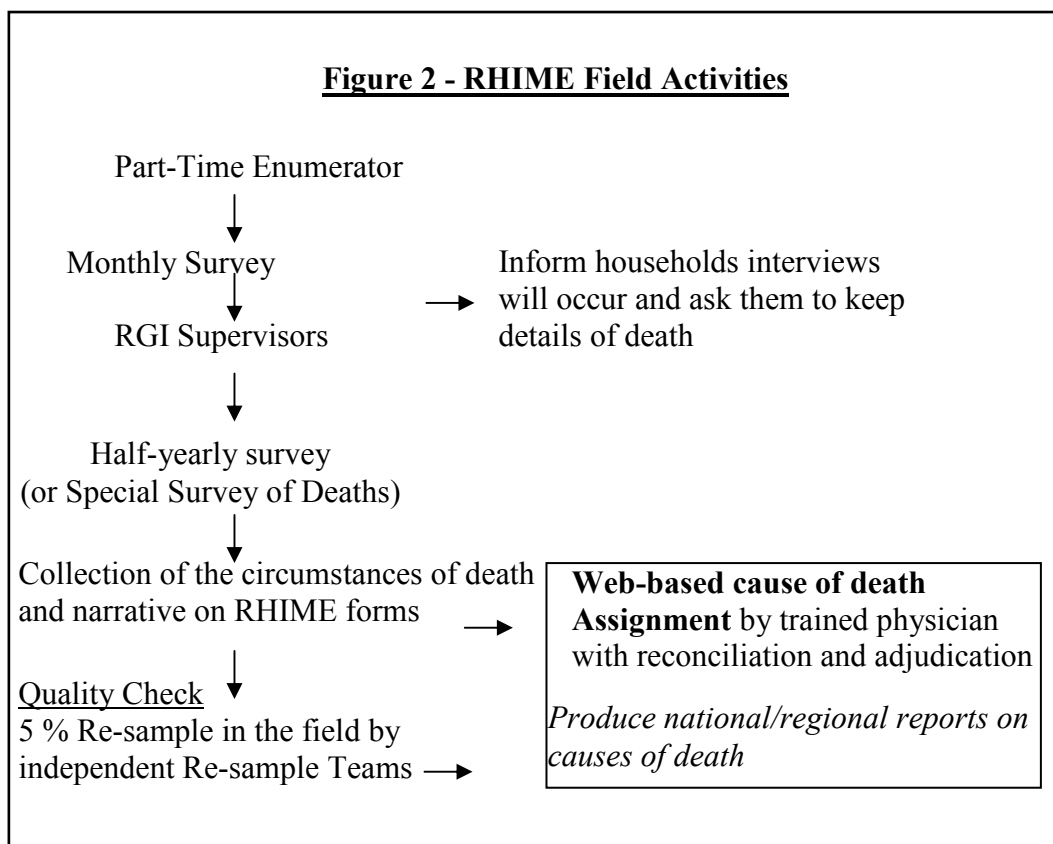 Figure 2 - RHIME Field Activities
Part-Time Enumerator
Monthly Survey
RGI Supervisors
Inform households interviews
will occur and ask them to keep
details of death
Half-yearly survey
(or Special Survey of Deaths)
Collection of the circumstances of death
and narrative on RHIME forms
Web-based cause of death
Assignment by trained physician
with reconciliation and adjudication
Produce national/regional reports on
causes of death
Quality Check
5 % Re-sample in the field by
independent Re-sample Teams